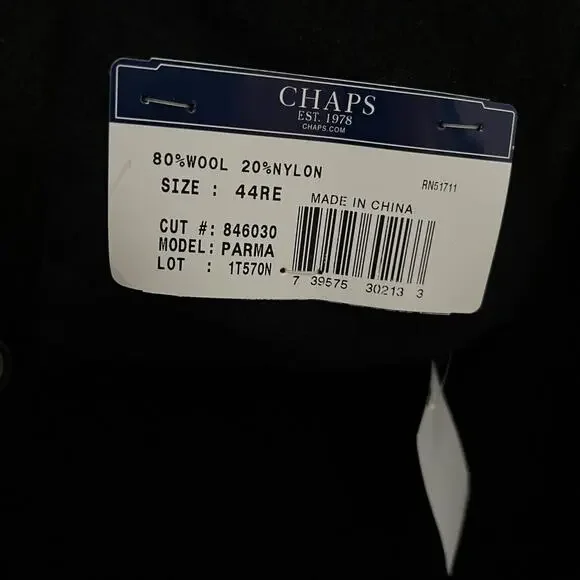 CHAPS
EST. 1978
CHAPS.COM
80%WOOL 20%NYLON
RN51711
SIZE : 44RE
MADE IN CHINA
CUT #: 846030
MODEL: PARMA
LOT : 1T570N
7 39575 30213 3